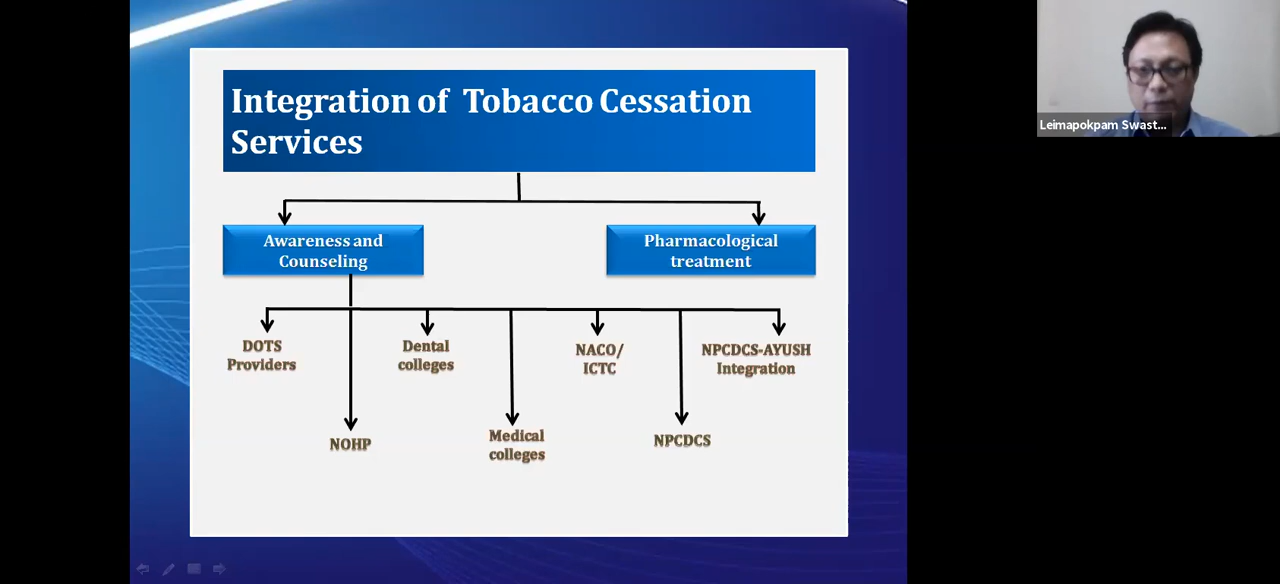 Integration of Tobacco Cessation
Services
Leimapokpam Swast...
Awareness and
Counseling
Pharmacological
treatment
DOTS
Providers
Dental
colleges
NACO/
ICTC
NPCDCS-AYUSH
Integration
NOHP
Medical
colleges
NPCDCS